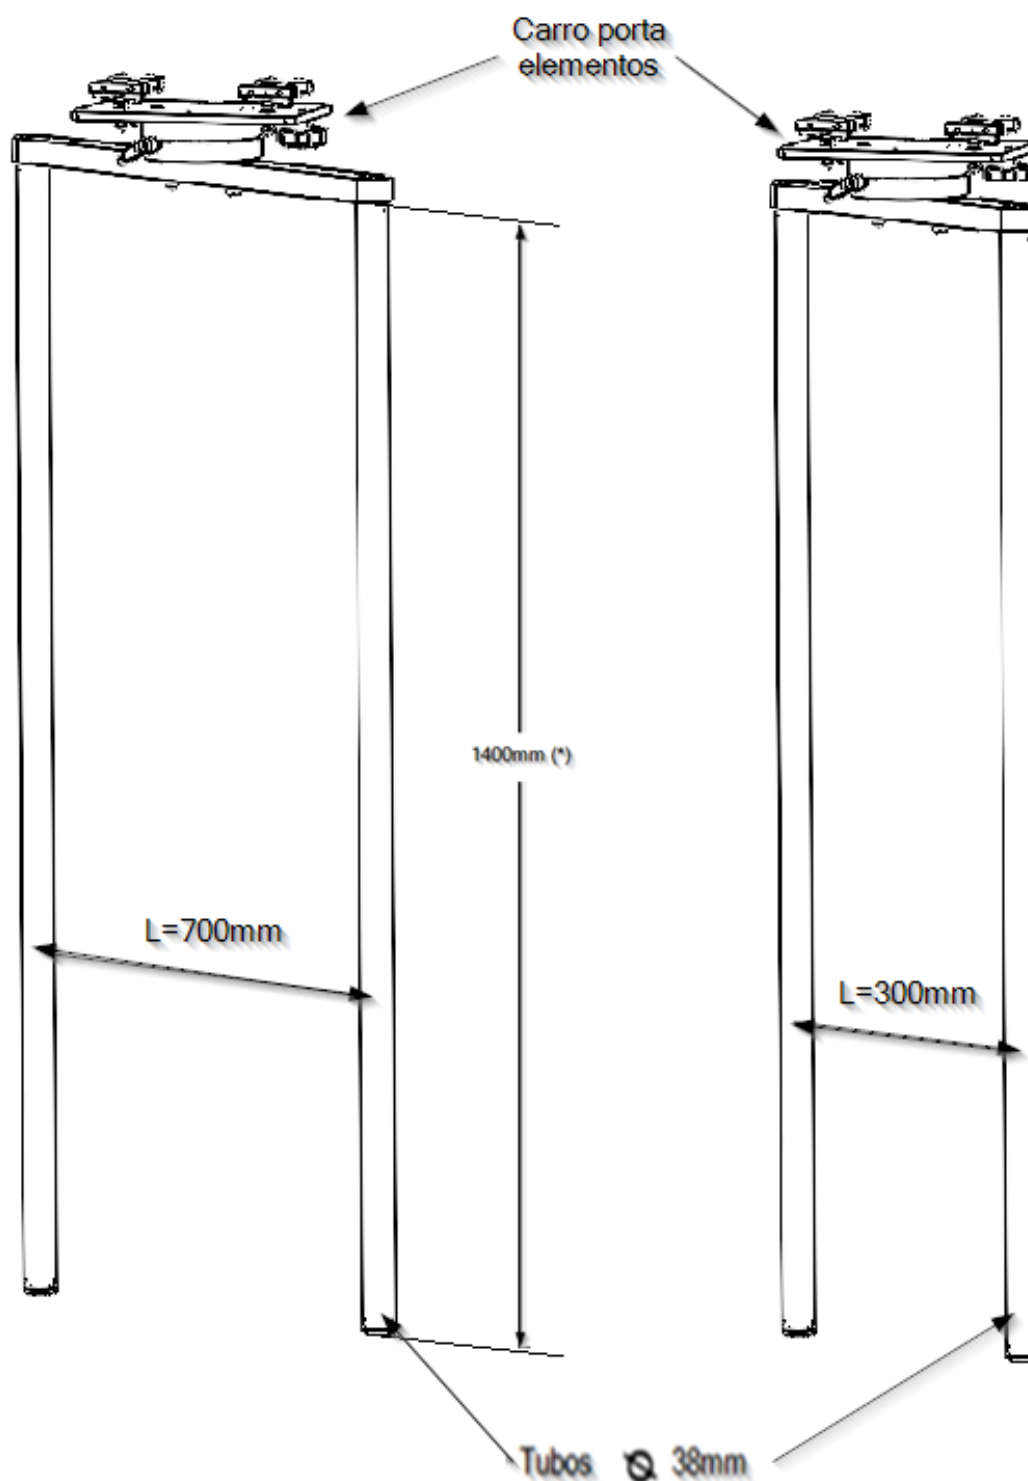 Carro porta
elementos
1400mm (*)
L=700mm
L=300mm
Tubos Ø 38mm